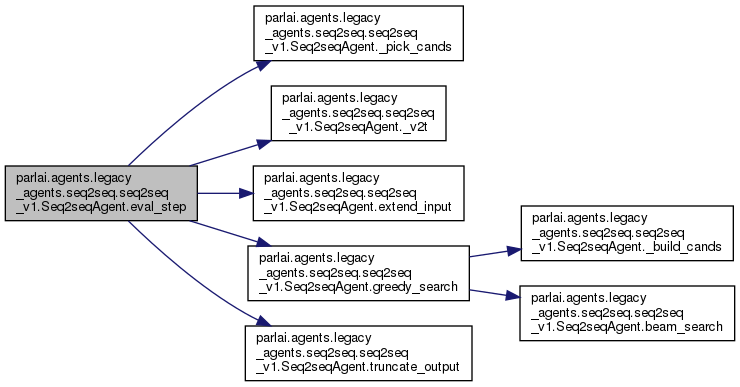 parlai.agents.legacy
_agents.seq2seq.seq2seq
_v1.Seq2seqAgent._pick_cands
parlai.agents.legacy
_agents.seq2seq.seq2seq
_v1.Seq2seqAgent._v2t
parlai.agents.legacy
_agents.seq2seq.seq2seq
_v1.Seq2seqAgent.eval_step
parlai.agents.legacy
_agents.seq2seq.seq2seq
_v1.Seq2seqAgent.extend_input
parlai.agents.legacy
_agents.seq2seq.seq2seq
_v1.Seq2seqAgent.greedy_search
parlai.agents.legacy
_agents.seq2seq.seq2seq
_v1.Seq2seqAgent._build_cands
parlai.agents.legacy
_agents.seq2seq.seq2seq
_v1.Seq2seqAgent.beam_search
parlai.agents.legacy
_agents.seq2seq.seq2seq
_v1.Seq2seqAgent.truncate_output